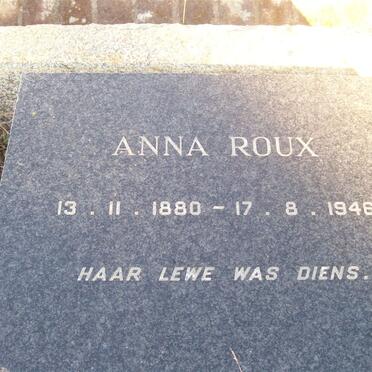 ANNA ROUX
13 . 11 . 1880 – 17 . 8 . 1946
HAAR LEWE WAS DIENS.